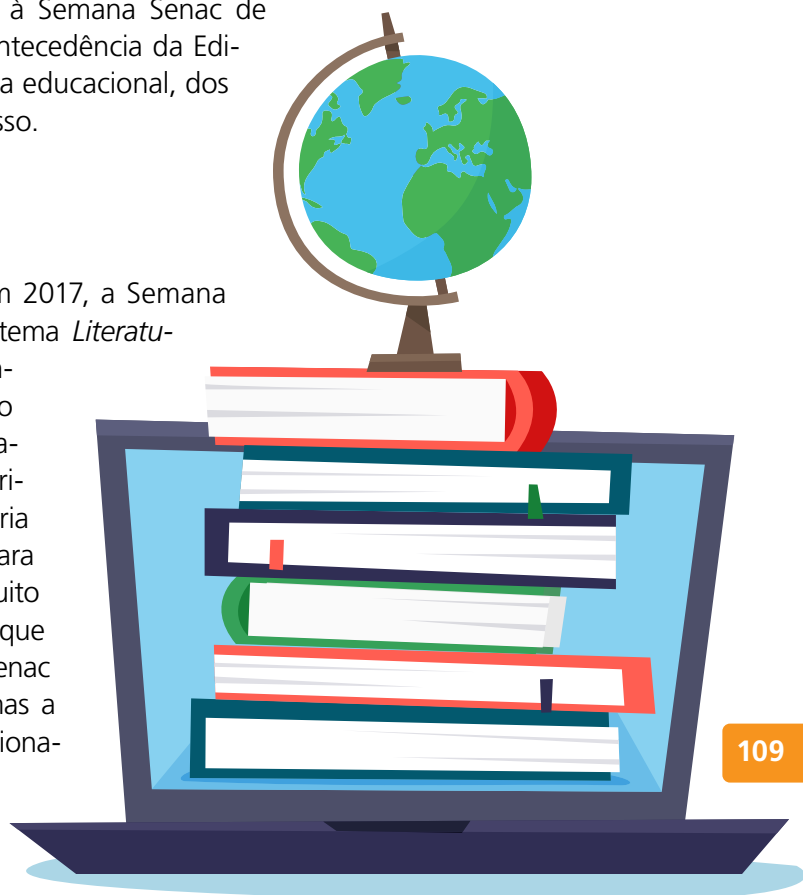 à Semana Senac de
ntecedência da Edi-
a educacional, dos
sso.
m 2017, a Semana
tema Literatu-
o
a-
ri-
ria
ara
uito
que
enac
nas a
iona-
109